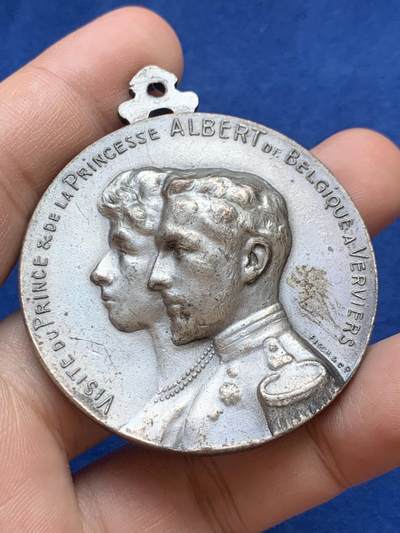 VISITE DU PRINCE & DE LA PRINCESSE ALBERT DE BELGIQUE A VERVIERS